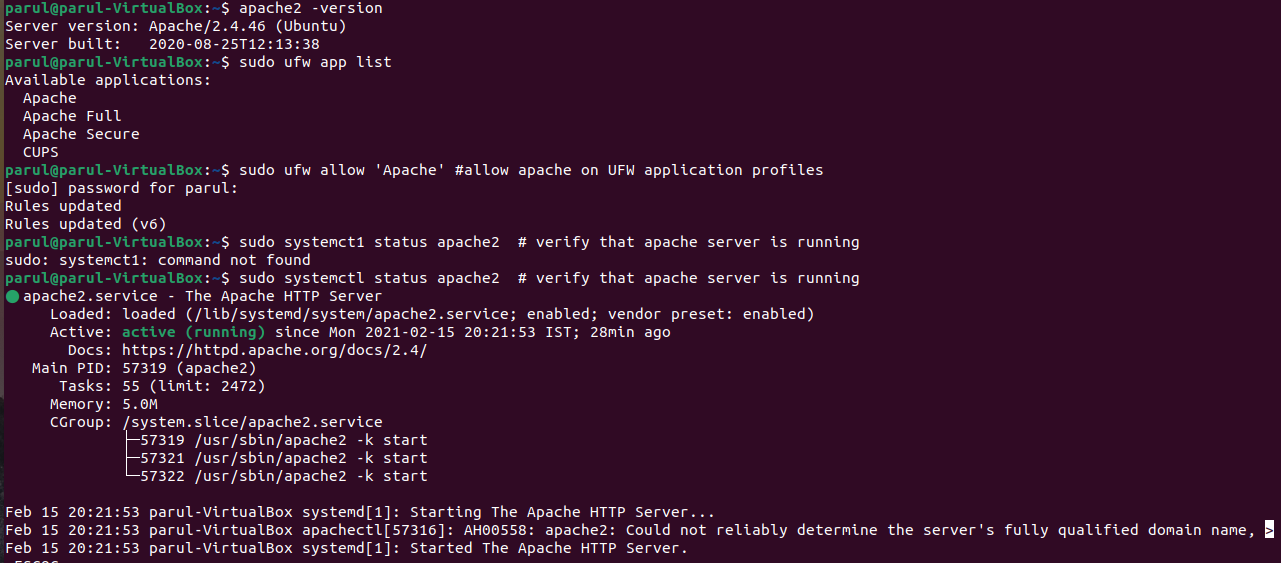 parul@parul-VirtualBox:~$ apache2 -version
Server version: Apache/2.4.46 (Ubuntu)
Server built:   2020-08-25T12:13:38
parul@parul-VirtualBox:~$ sudo ufw app list
Available applications:
  Apache
  Apache Full
  Apache Secure
  CUPS
parul@parul-VirtualBox:~$ sudo ufw allow 'Apache' #allow apache on UFW application profiles
[sudo] password for parul:
Rules updated
Rules updated (v6)
parul@parul-VirtualBox:~$ sudo systemct1 status apache2  # verify that apache server is running
sudo: systemct1: command not found
parul@parul-VirtualBox:~$ sudo systemctl status apache2  # verify that apache server is running
● apache2.service - The Apache HTTP Server
     Loaded: loaded (/lib/systemd/system/apache2.service; enabled; vendor preset: enabled)
     Active: active (running) since Mon 2021-02-15 20:21:53 IST; 28min ago
       Docs: https://httpd.apache.org/docs/2.4/
   Main PID: 57319 (apache2)
      Tasks: 55 (limit: 2472)
     Memory: 5.0M
     CGroup: /system.slice/apache2.service
             ├─57319 /usr/sbin/apache2 -k start
             ├─57321 /usr/sbin/apache2 -k start
             └─57322 /usr/sbin/apache2 -k start
Feb 15 20:21:53 parul-VirtualBox systemd[1]: Starting The Apache HTTP Server...
Feb 15 20:21:53 parul-VirtualBox apachectl[57316]: AH00558: apache2: Could not reliably determine the server's fully qualified domain name, >
Feb 15 20:21:53 parul-VirtualBox systemd[1]: Started The Apache HTTP Server.